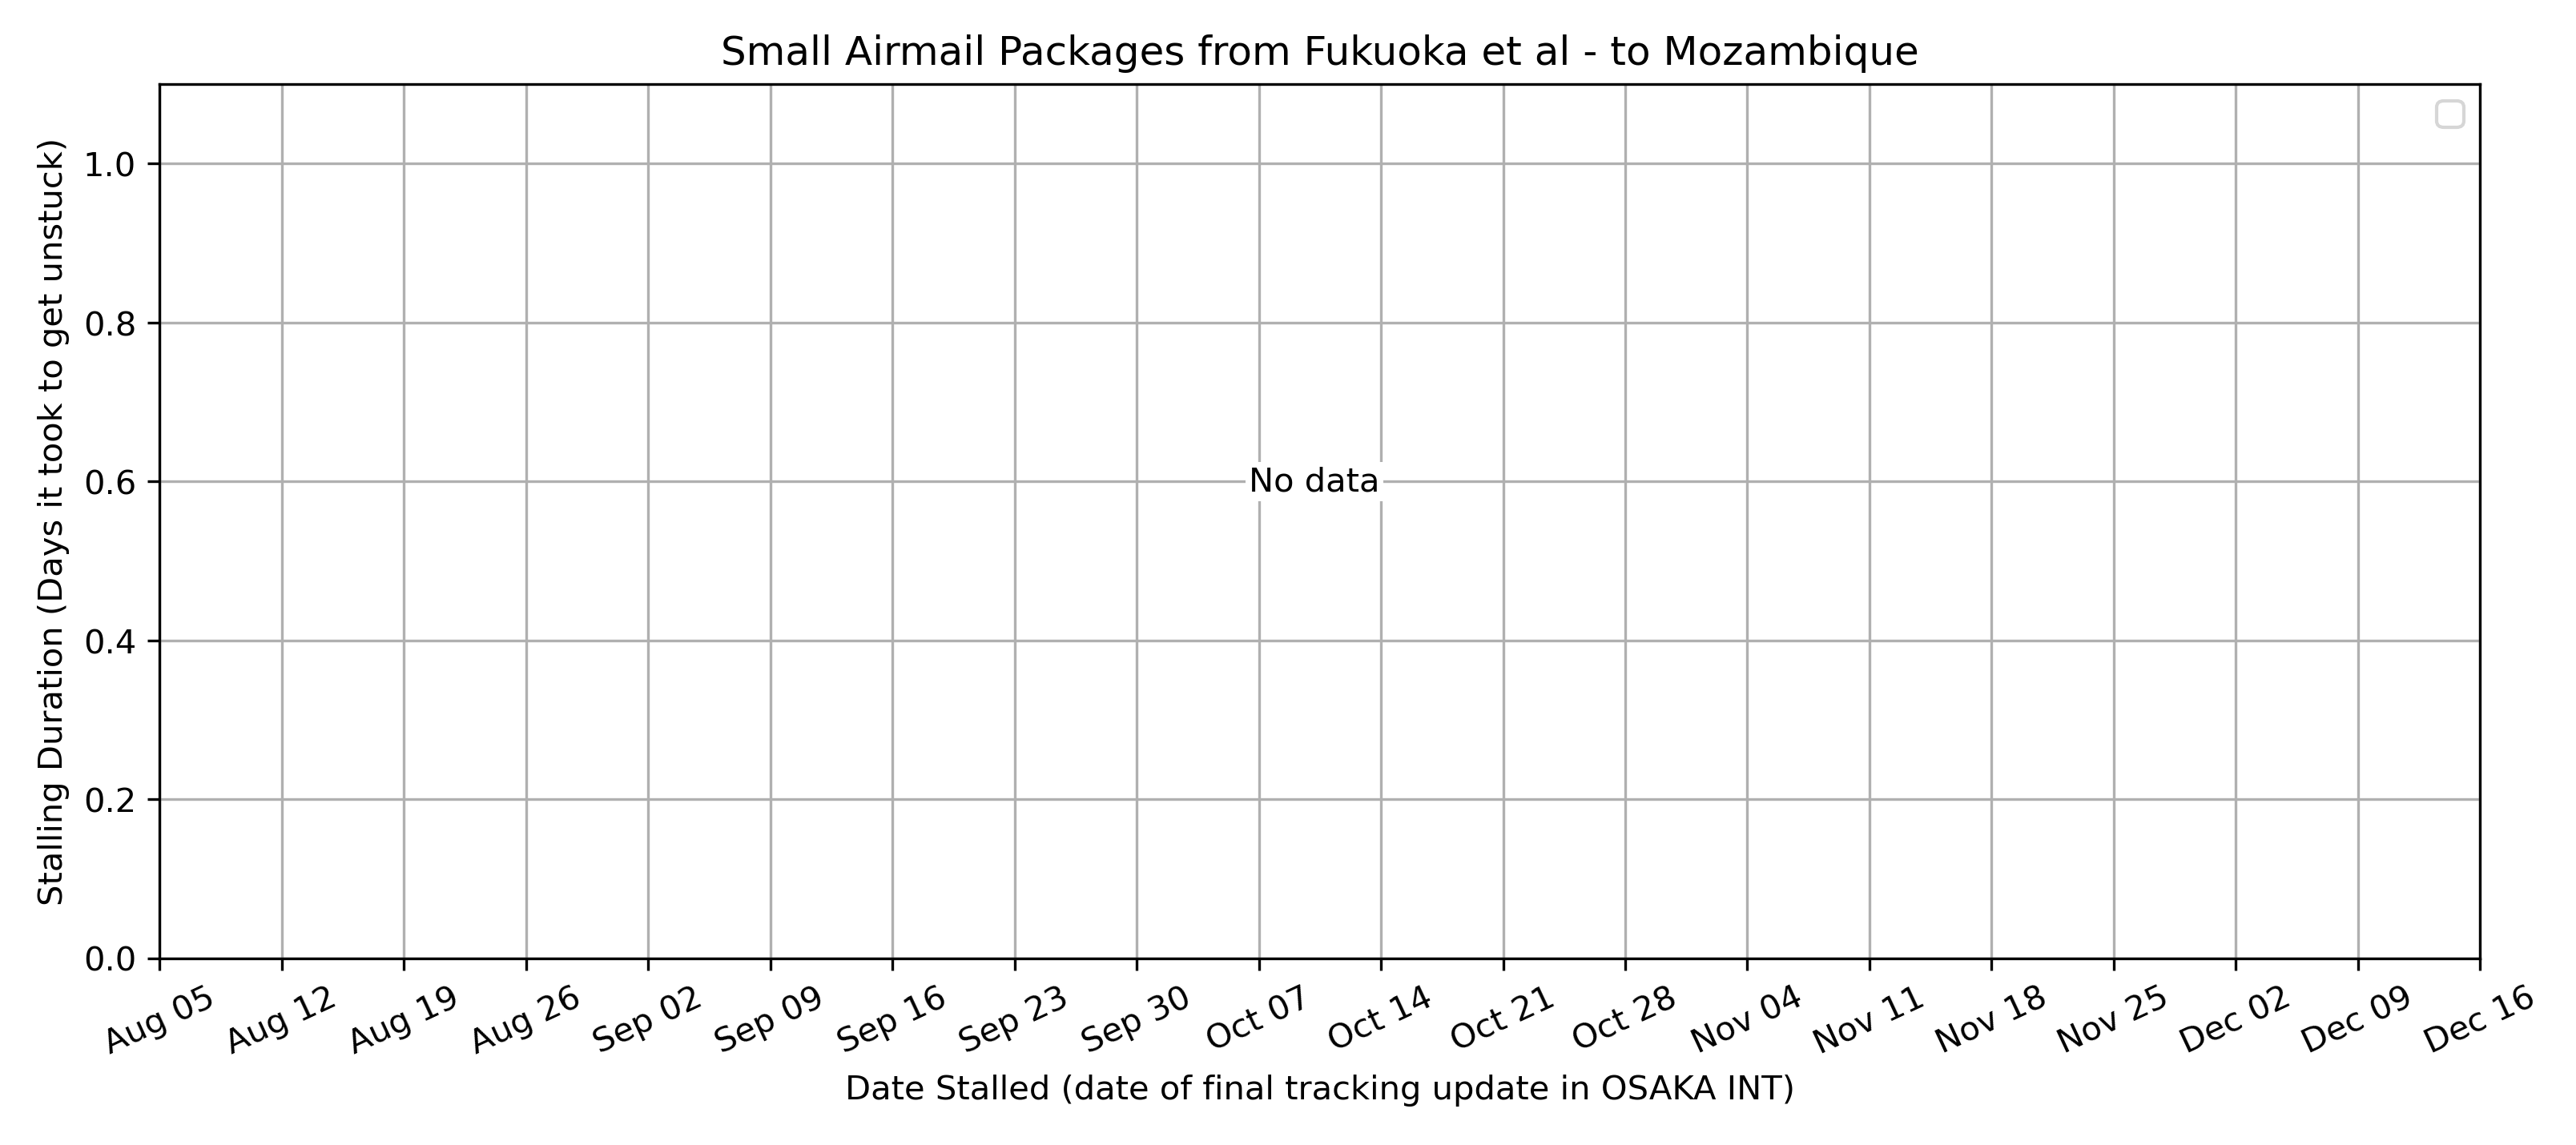 Small Airmail Packages from Fukuoka et al - to Mozambique
Stalling Duration (Days it took to get unstuck)
1.0
0.8
0.6
0.4
0.2
0.0
No data
Aug 05
Aug 12
Aug 19
Aug 26
Sep 02
Sep 09
Sep 16
Sep 23
Sep 30
Oct 07
Oct 14
Oct 21
Oct 28
Nov 04
Nov 11
Nov 18
Nov 25
Dec 02
Dec 09
Dec 16
Date Stalled (date of final tracking update in OSAKA INT)